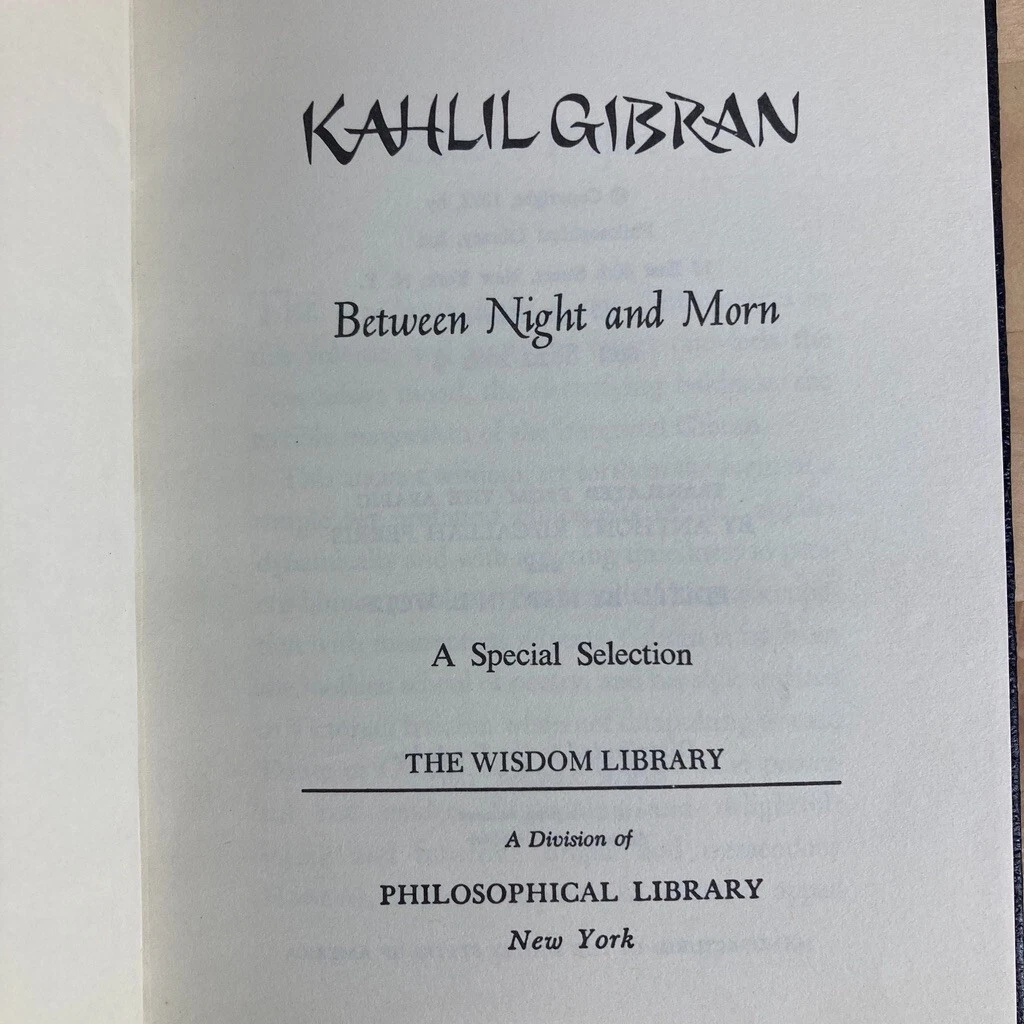 KAHLIL GIBRAN
Between Night and Morn
A Special Selection
THE WISDOM LIBRARY
A Division of
PHILOSOPHICAL LIBRARY
New York